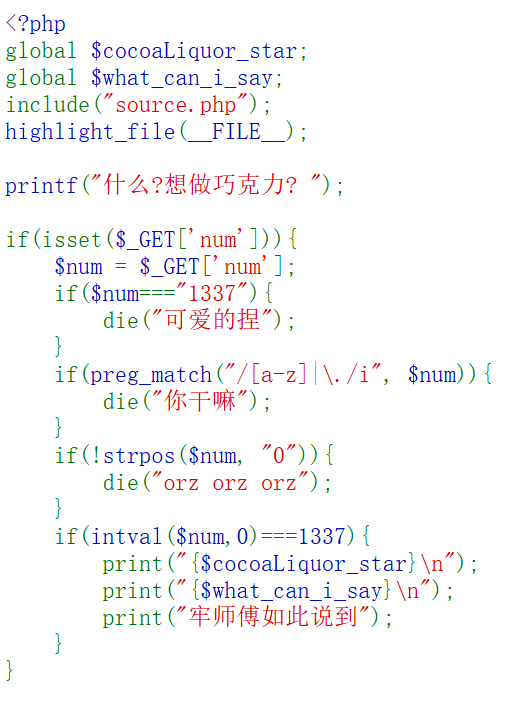 <?php
global $cocoaLiquor_star;
global $what_can_i_say;
include("source.php");
highlight_file(__FILE__);
printf("什么?想做巧克力? ");
if(isset($_GET['num'])){
    $num = $_GET['num'];
    if($num==="1337"){
        die("可爱的捏");
    }
    if(preg_match("/[a-z]|\./i", $num)){
        die("你干嘛");
    }
    if(!strpos($num, "0")){
        die("orz orz orz");
    }
    if(intval($num,0)===1337){
        print("{$cocoaLiquor_star}\n");
        print("{$what_can_i_say}\n");
        print("牢师傅如此说到");
    }
}